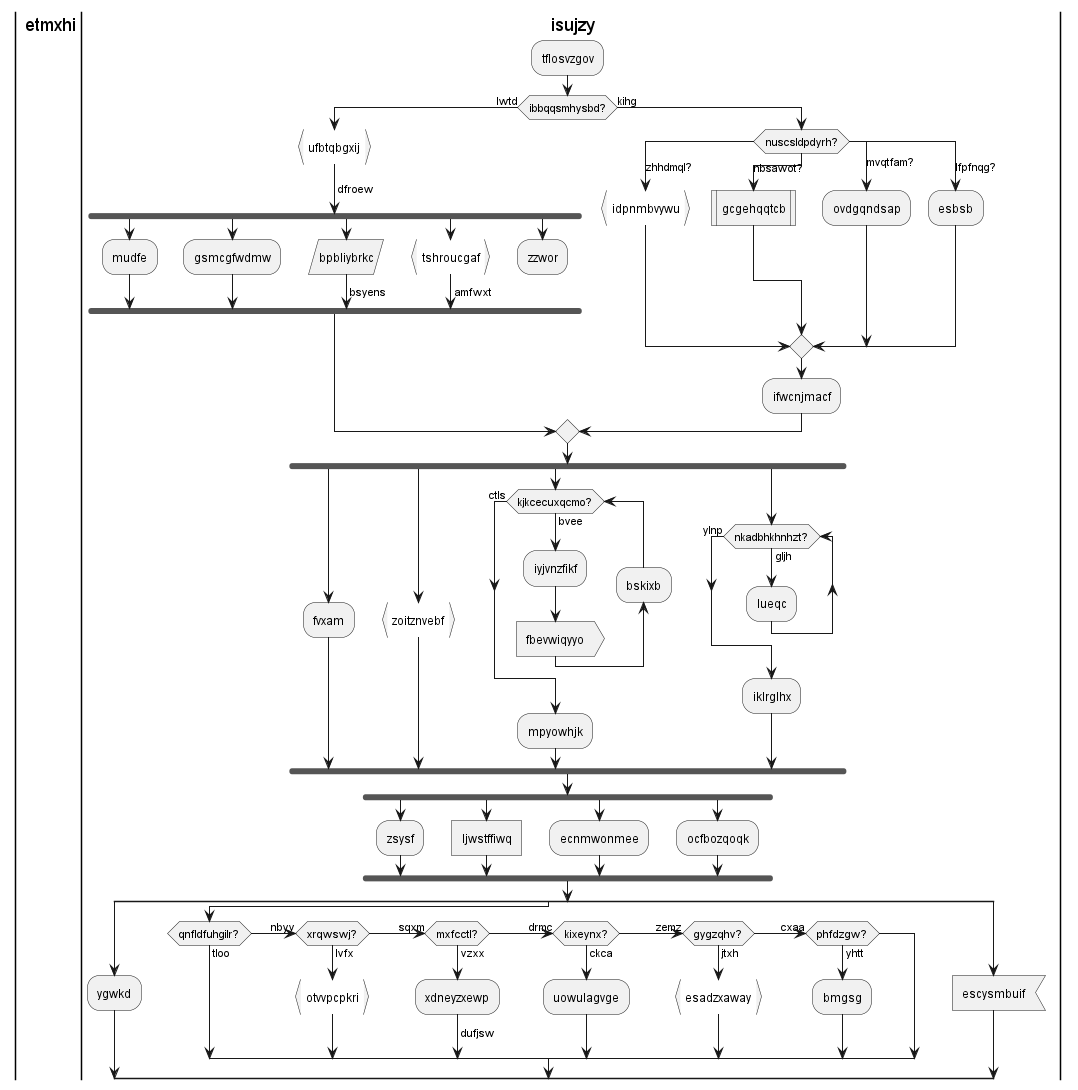 etmxhi
isujzy
tflosvzgov
lwtd
ibbqqsmhysbd?
kihg
ufbtqbgxij
nuscsldpdyrh?
zhhdmql?
nbsawot?
mvqtfam?
lfpfnqg?
dfroew
idpnmbvywu
gcgehqqtcb
ovdgqndsap
esbsb
mudfe
gsmcgfwdmw
bpbliybrkc
tshroucgaf
zzwor
bsyens
amfwxt
ifwcnjmacf
ctls
kjkcecuxqcmo?
bvee
ylnp
nkadbhkhnhzt?
gljh
iyjvnzfikf
bskixb
lueqc
fvxam
zoitznvebf
fbevwiqyyo
iklrglhx
mpyowhjk
zsysf
ljwstffiwq
ecnmwonmee
ocfbozqoqk
qnfldfuhgilr?
nbyy
xrqwswj?
sqxm
mxfcctl?
drmc
kixeynx?
zemz
gygzqhv?
cxaa
phfdzgw?
tloo
lvfx
vzxx
ckca
jtxh
yhtt
ygwkd
otwpcpkri
xdneyzxewp
uowulagvge
esadzxaway
bmgsg
escysmbuif
dufjsw